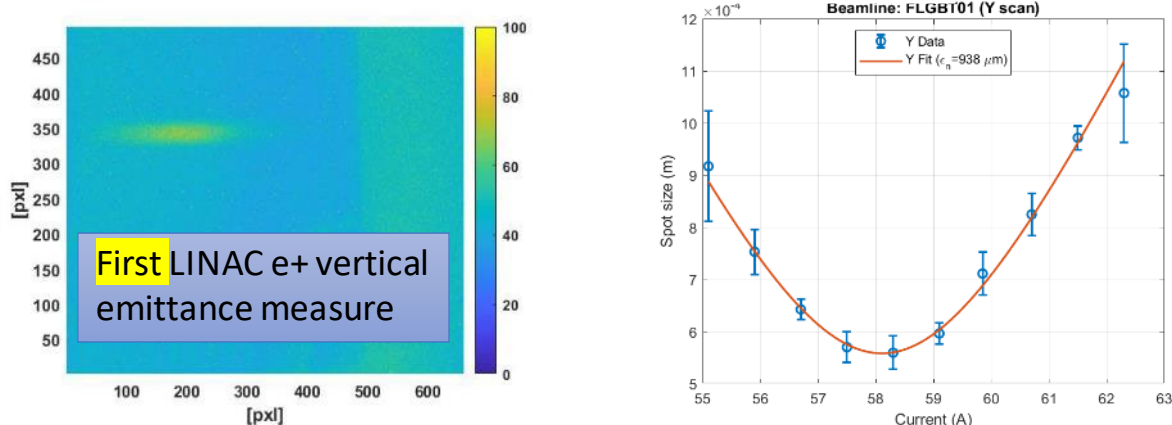 450
400
350
300
250
200
150
100
50
[pxl]
100 200 300 400 500 600
[pxl]
100
80
60
40
20
0
First LINAC e+ vertical
emittance measure
Beamline: FLGBT01 (Y scan)
12 ×10⁻⁴
11
10
9
8
7
6
5
Spot size (m)
Y Data
Y Fit (ϵn=938 μm)
55 56 57 58 59 60 61 62 63
Current (A)